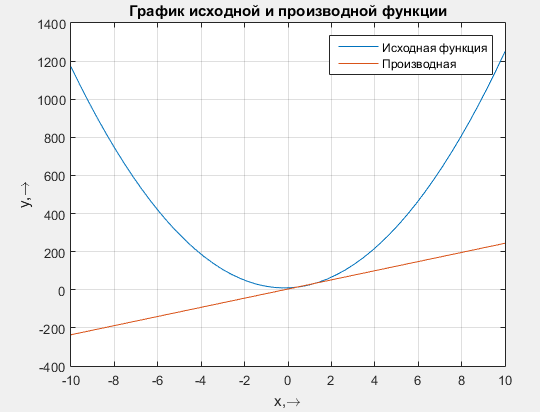 График исходной и производной функции
1400
1200
1000
800
600
400
200
0
-200
-400
y,→
Исходная функция
Производная
-10 -8 -6 -4 -2 0 2 4 6 8 10
x,→